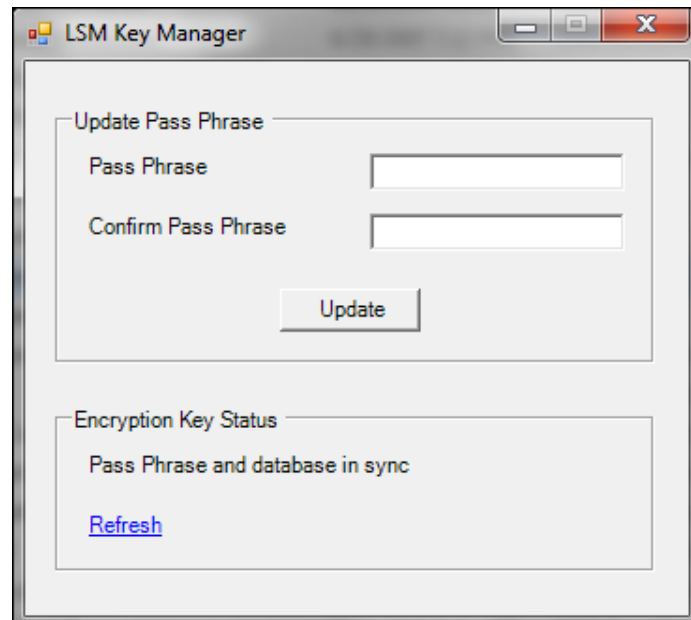 LSM Key Manager
Update Pass Phrase
Pass Phrase
Confirm Pass Phrase
Update
Encryption Key Status
Pass Phrase and database in sync
Refresh